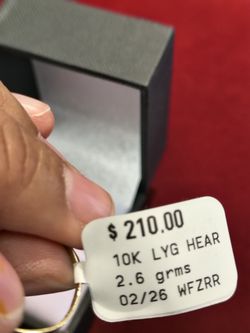 $ 210.00
10K LYG HEAR
2.6 grms
02/26 WFZRR